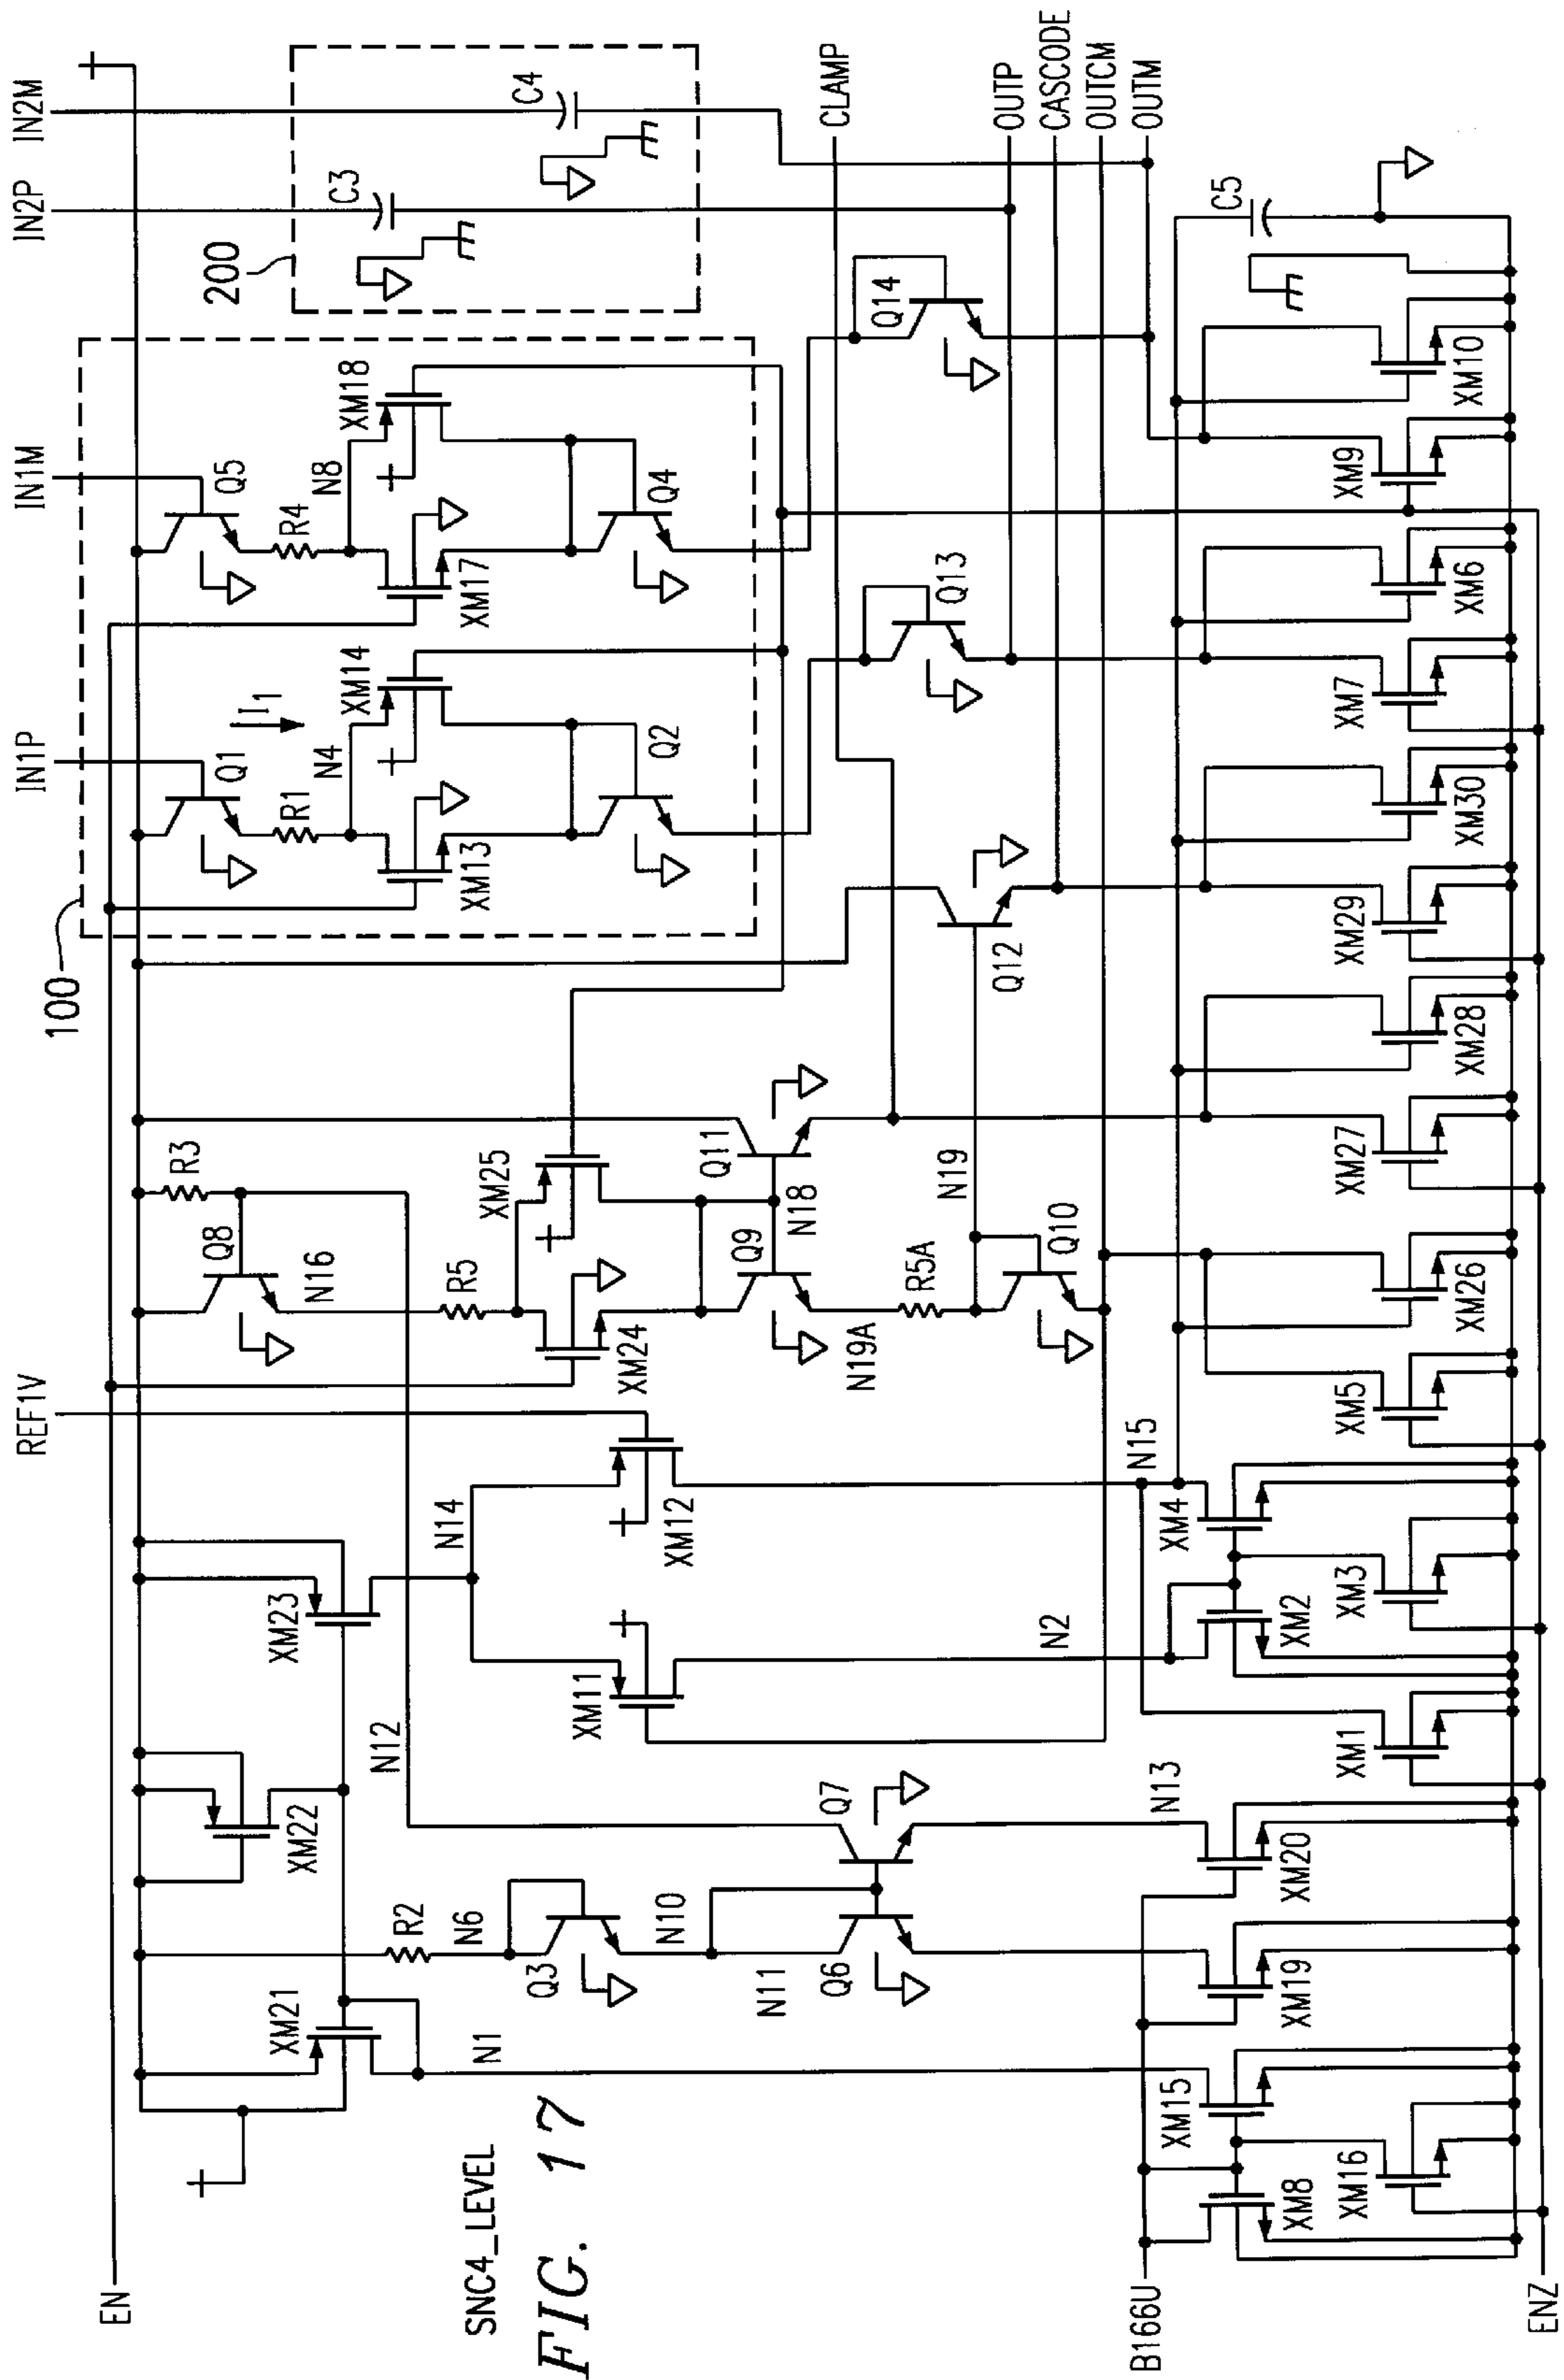 EN
SNC4_LEVEL
FIG. 17
B166U
ENZ
REF1V
IN1P
IN1M
IN2P
IN2M
CLAMP
OUTP
CASCODE
OUTCM
OUTM
100
200
XM21
N1
R2
N6
Q3
N10
N11
Q6
Q7
XM22
N12
XM23
N14
XM11
XM12
N2
N15
N13
R3
Q8
N16
R5
XM24
XM25
Q9
N18
Q11
N19A
R5A
N19
Q10
Q12
Q1
I1
R1
N4
XM13
XM14
Q2
Q5
R4
N8
XM17
XM18
Q4
Q13
Q14
C3
C4
C5
XM8
XM16
XM15
XM19
XM20
XM1
XM2
XM3
XM4
XM5
XM26
XM27
XM28
XM29
XM30
XM7
XM6
XM9
XM10